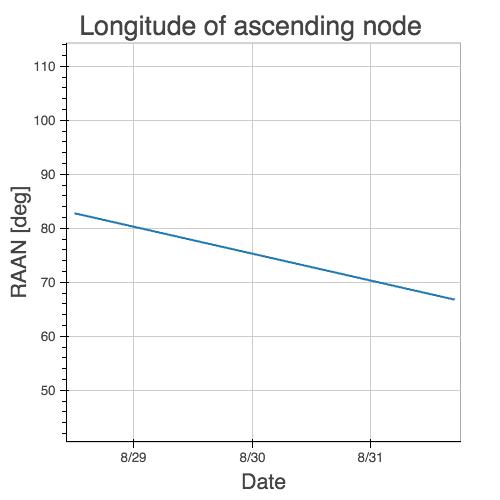 Longitude of ascending node
110
100
90
80
70
60
50
RAAN [deg]
8/29 8/30 8/31
Date